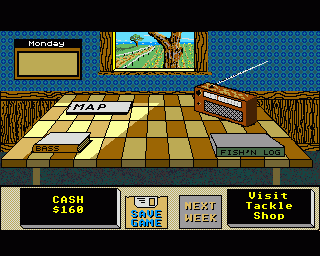 Monday
MAP
BASS
FISH'N LOG
CASH
$160
SAVE
GAME
NEXT
WEEK
Visit
Tackle
Shop